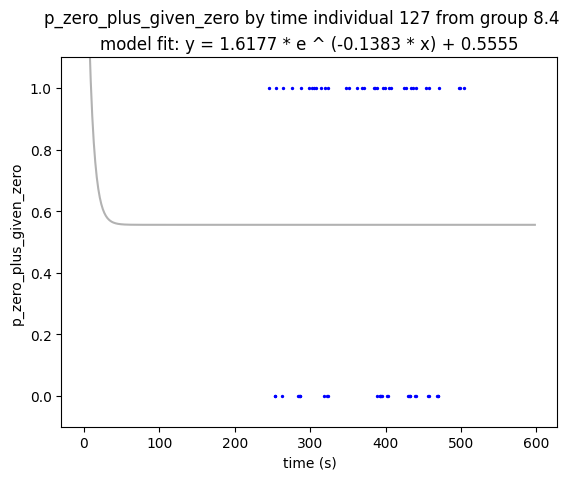 p_zero_plus_given_zero by time individual 127 from group 8.4
model fit: y = 1.6177 * e ^ (-0.1383 * x) + 0.5555
1.0
0.8
0.6
0.4
0.2
0.0
p_zero_plus_given_zero
0 100 200 300 400 500 600
time (s)